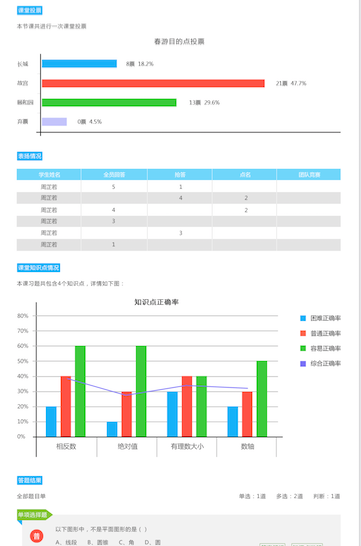 课堂投票
本节课共进行一次课堂投票
春游目的点投票
长城 8票 18.2%
故宫 21票 47.7%
颐和园 13票 29.6%
弃票 0票 4.5%
表扬情况
学生姓名 全员回答 抢答 点名 团队竞赛
周芷若 5 1
周芷若 4 2
周芷若 4 2
周芷若 3
周芷若 3
周芷若 1
课堂知识点情况
本课习题共包含4个知识点，详情如下图：
知识点正确率
80%
70%
60%
50%
40%
30%
20%
10%
0%
相反数 绝对值 有理数大小 数轴
困难正确率
普通正确率
容易正确率
综合正确率
答题结果
全部题目单 单选：1道 多选：2道 判断：1道
单项选择题
普
以下图形中，不是平面图形的是（ ）
A、线段 B、圆锥 C、角 D、圆